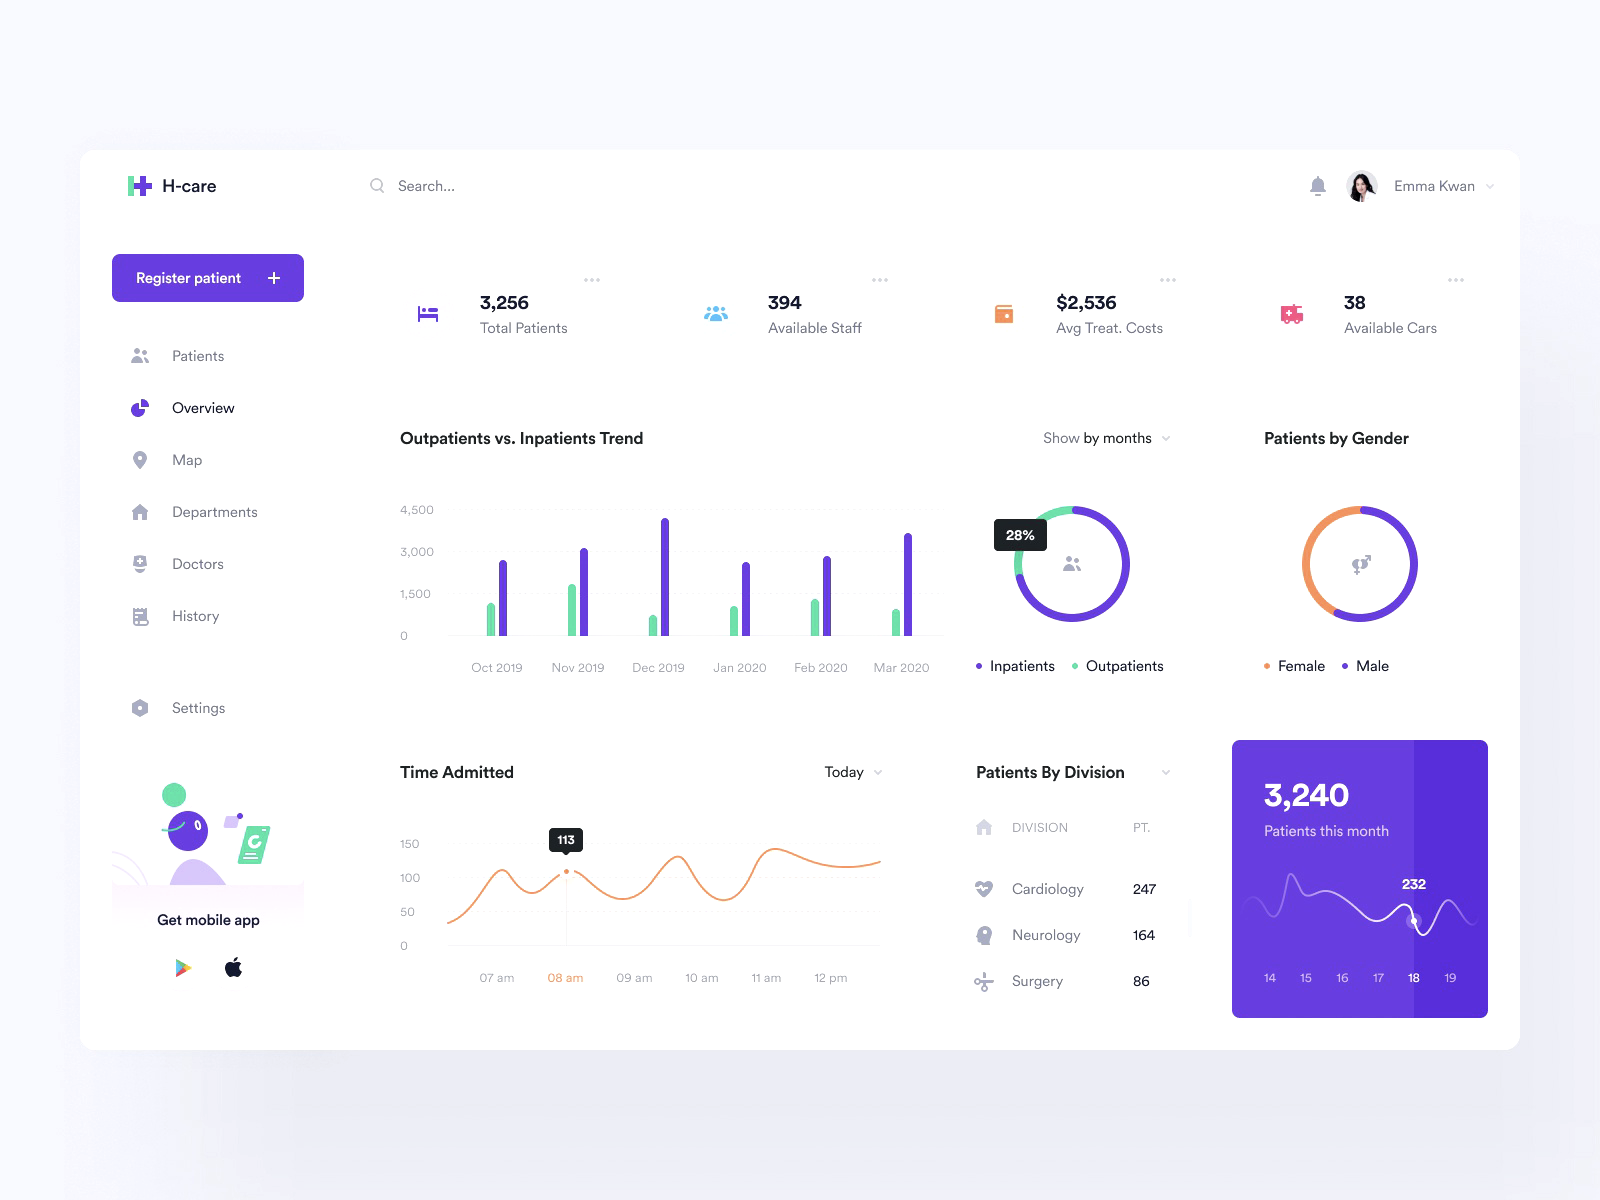 H-care
Search...
Emma Kwan
Register patient
Patients
Overview
Map
Departments
Doctors
History
Settings
Get mobile app
3,256
Total Patients
394
Available Staff
$2,536
Avg Treat. Costs
38
Available Cars
Outpatients vs. Inpatients Trend
Show by months
4,500
3,000
1,500
0
Oct 2019 Nov 2019 Dec 2019 Jan 2020 Feb 2020 Mar 2020
28%
Inpatients Outpatients
Patients by Gender
Female Male
Time Admitted
Today
150
100
50
0
113
07 am 08 am 09 am 10 am 11 am 12 pm
Patients By Division
DIVISION PT.
Cardiology 247
Neurology 164
Surgery 86
3,240
Patients this month
232
14 15 16 17 18 19